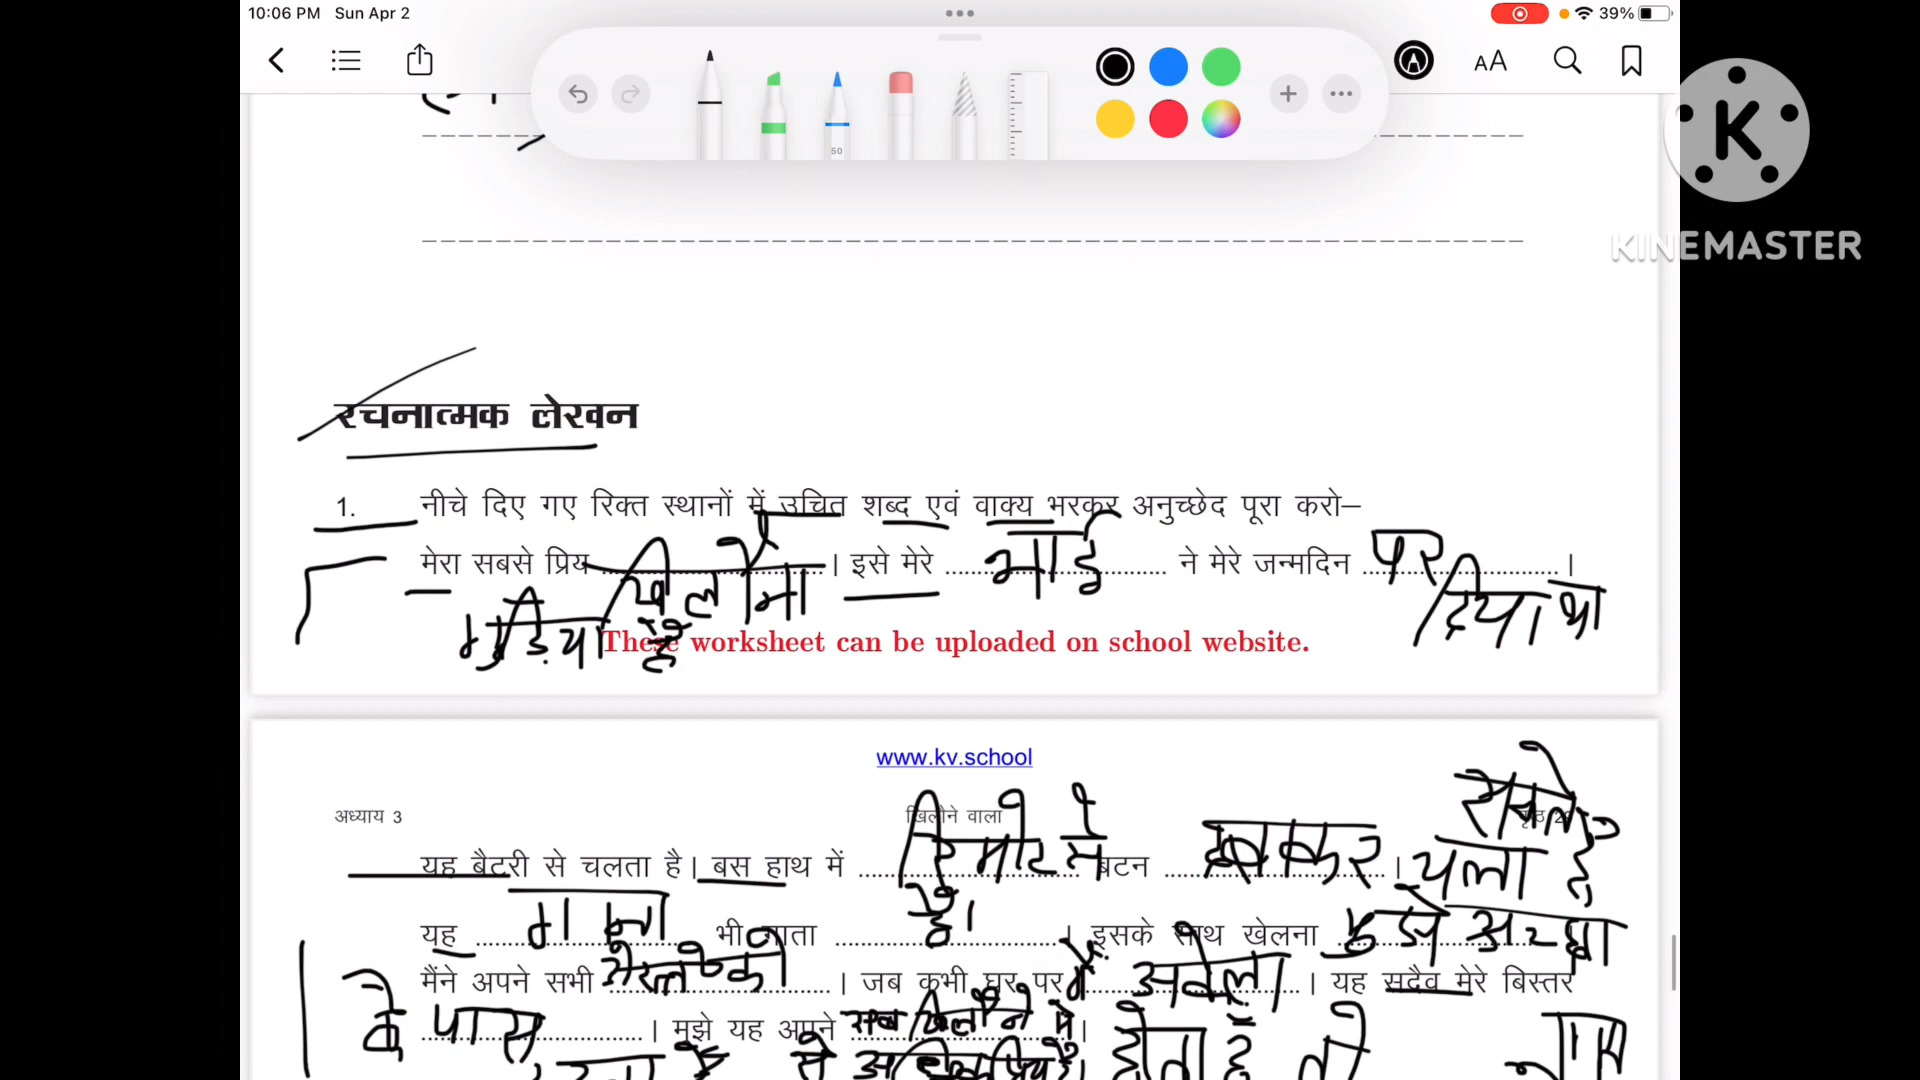 10:06 PM Sun Apr 2
39%
50
KINEMASTER
रचनात्मक लेखन
1. नीचे दिए गए रिक्त स्थानों में उचित शब्द एवं वाक्य भरकर अनुच्छेद पूरा करो—
मेरा सबसे प्रिय खिलौना । इसे मेरे भाई ने मेरे जन्मदिन पर ।
गुड़िया है दिया था
These worksheet can be uploaded on school website.
www.kv.school
अध्याय 3 खिलौने वाला पृष्ठ
यह बैटरी से चलता है। बस हाथ में रिमोट से बटन दबाकर ।
चला है
यह गाना भी गाता है। । इसके साथ खेलना मुझे अच्छा
मैंने अपने सभी । जब कभी घर पर मैं अकेला । यह सदैव मेरे बिस्तर
के पास । मुझे यह अपने सब खिलौने में ।
से अधिक प्रिय है। होता हूँ तो